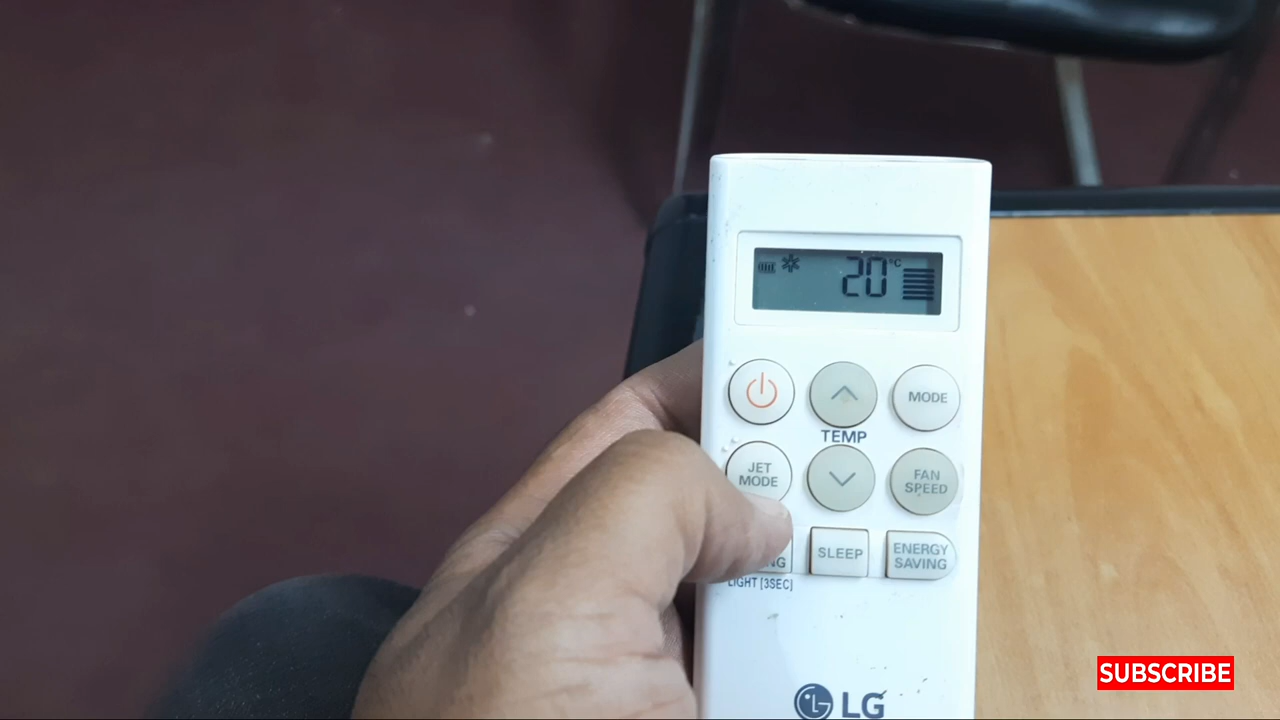 20°C
MODE
TEMP
JET
MODE
FAN
SPEED
SLEEP
ENERGY
SAVING
LIGHT [3SEC]
LG
SUBSCRIBE